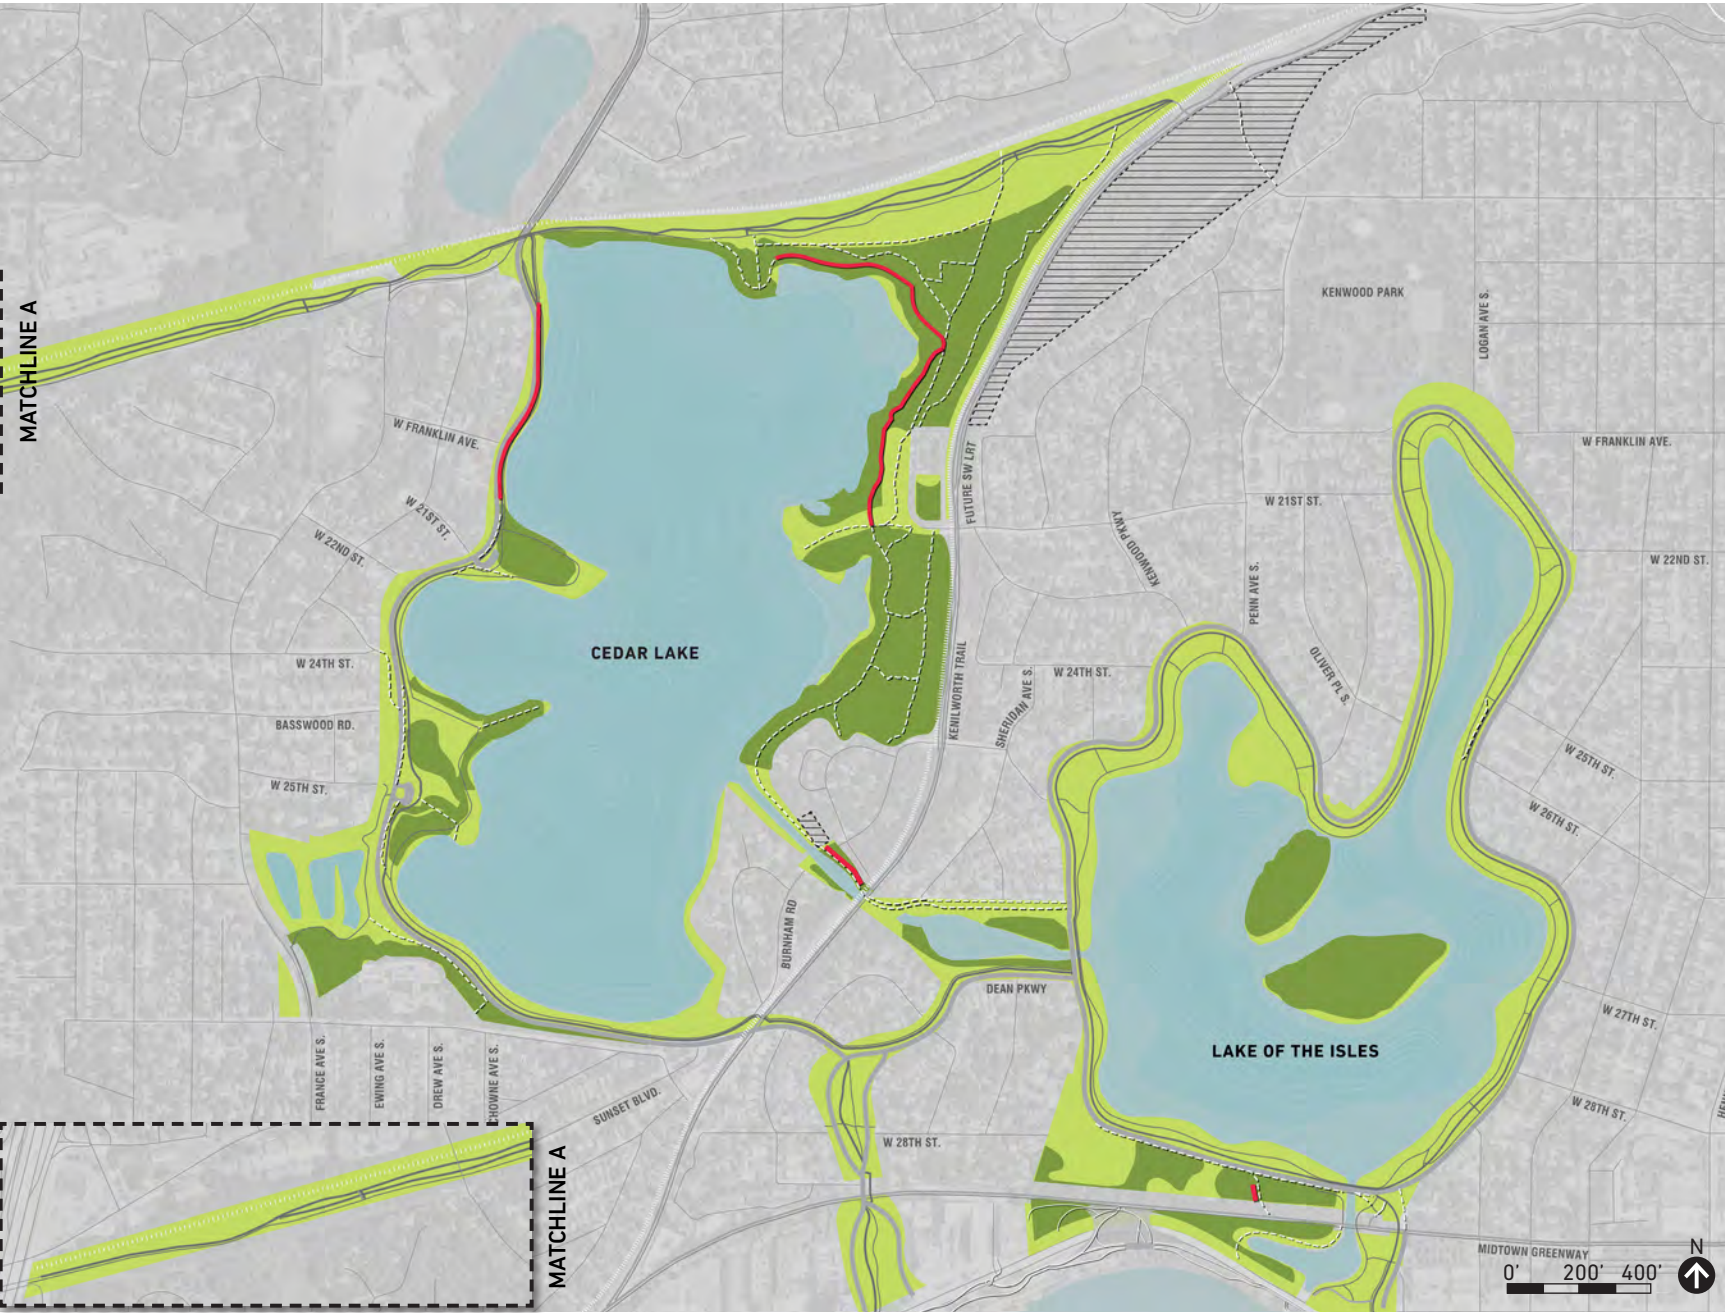 MATCHLINE A
KENWOOD PARK
LOGAN AVE S.
W FRANKLIN AVE.
W FRANKLIN AVE.
FUTURE SW LRT
W 21ST ST.
W 21ST ST.
KENWOOD PKWY
W 22ND ST.
W 22ND ST.
PENN AVE S.
CEDAR LAKE
W 24TH ST.
KENILWORTH TRAIL
W 24TH ST.
OLIVER PL S.
SHERIDAN AVE S.
BASSWOOD RD.
W 25TH ST.
W 25TH ST.
W 26TH ST.
BURNHAM RD
DEAN PKWY
W 27TH ST.
LAKE OF THE ISLES
FRANCE AVE S.
EWING AVE S.
DREW AVE S.
CHOWNE AVE S.
SUNSET BLVD.
W 28TH ST.
W 28TH ST.
MATCHLINE A
MIDTOWN GREENWAY
N
0' 200' 400'